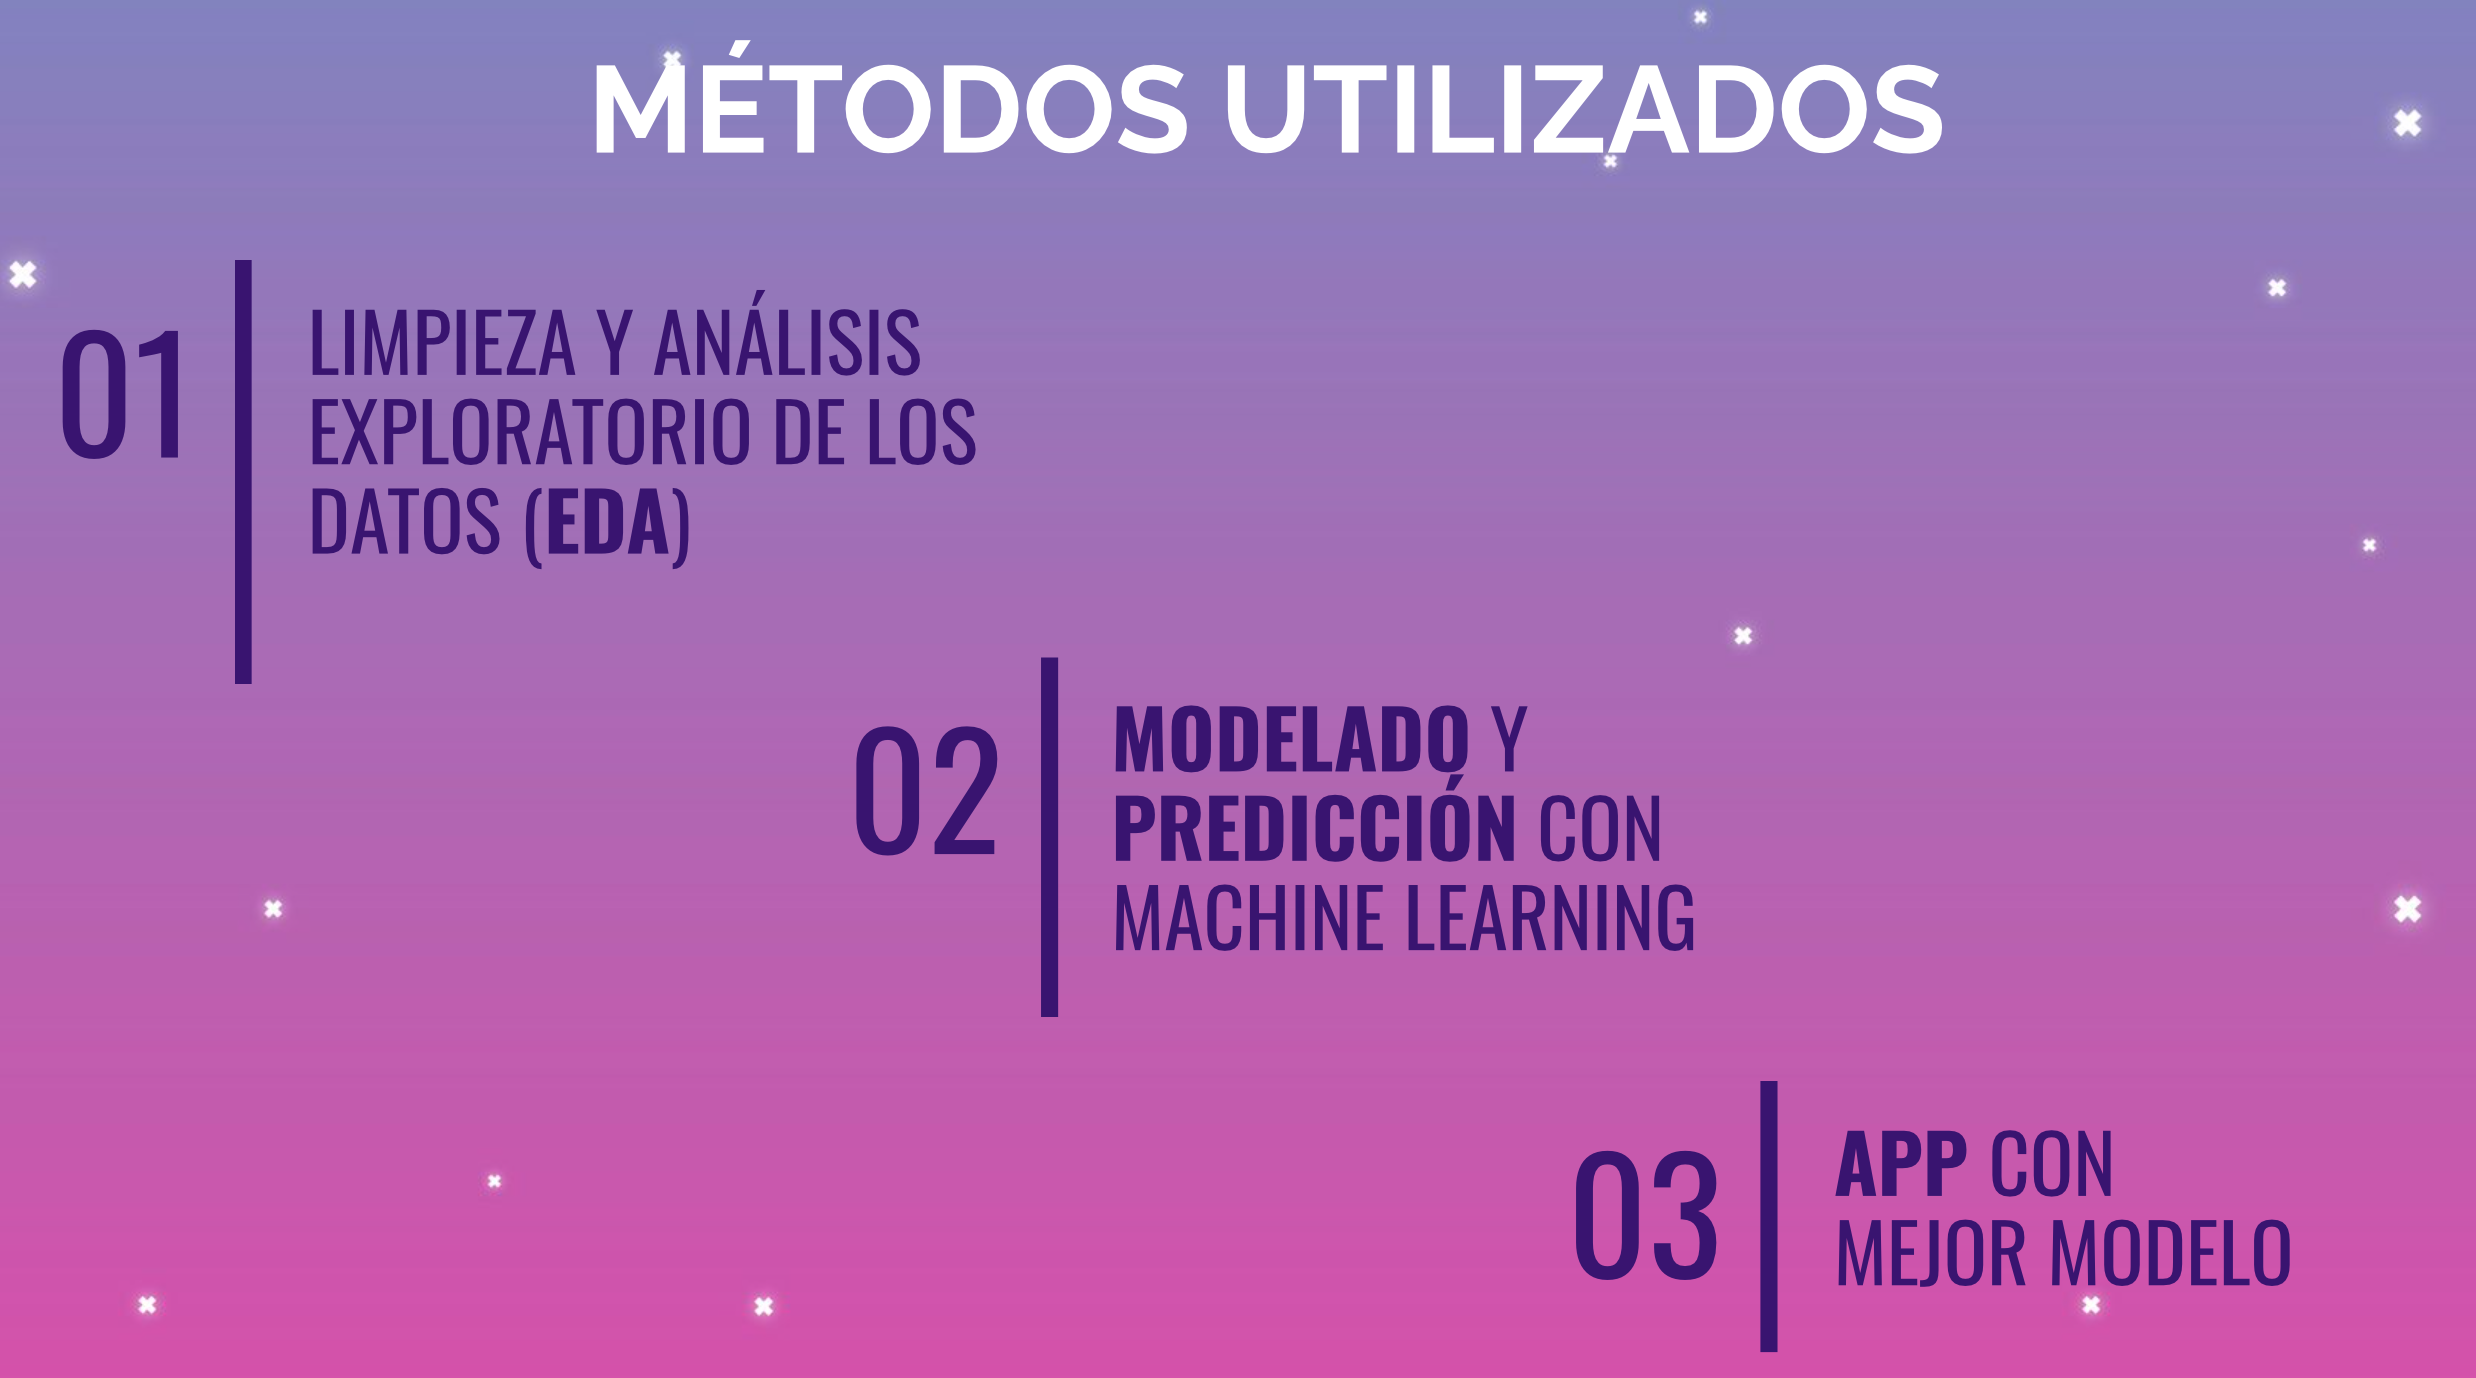 MÉTODOS UTILIZADOS
01
LIMPIEZA Y ANÁLISIS
EXPLORATORIO DE LOS
DATOS (EDA)
02
MODELADO Y
PREDICCIÓN CON
MACHINE LEARNING
03
APP CON
MEJOR MODELO